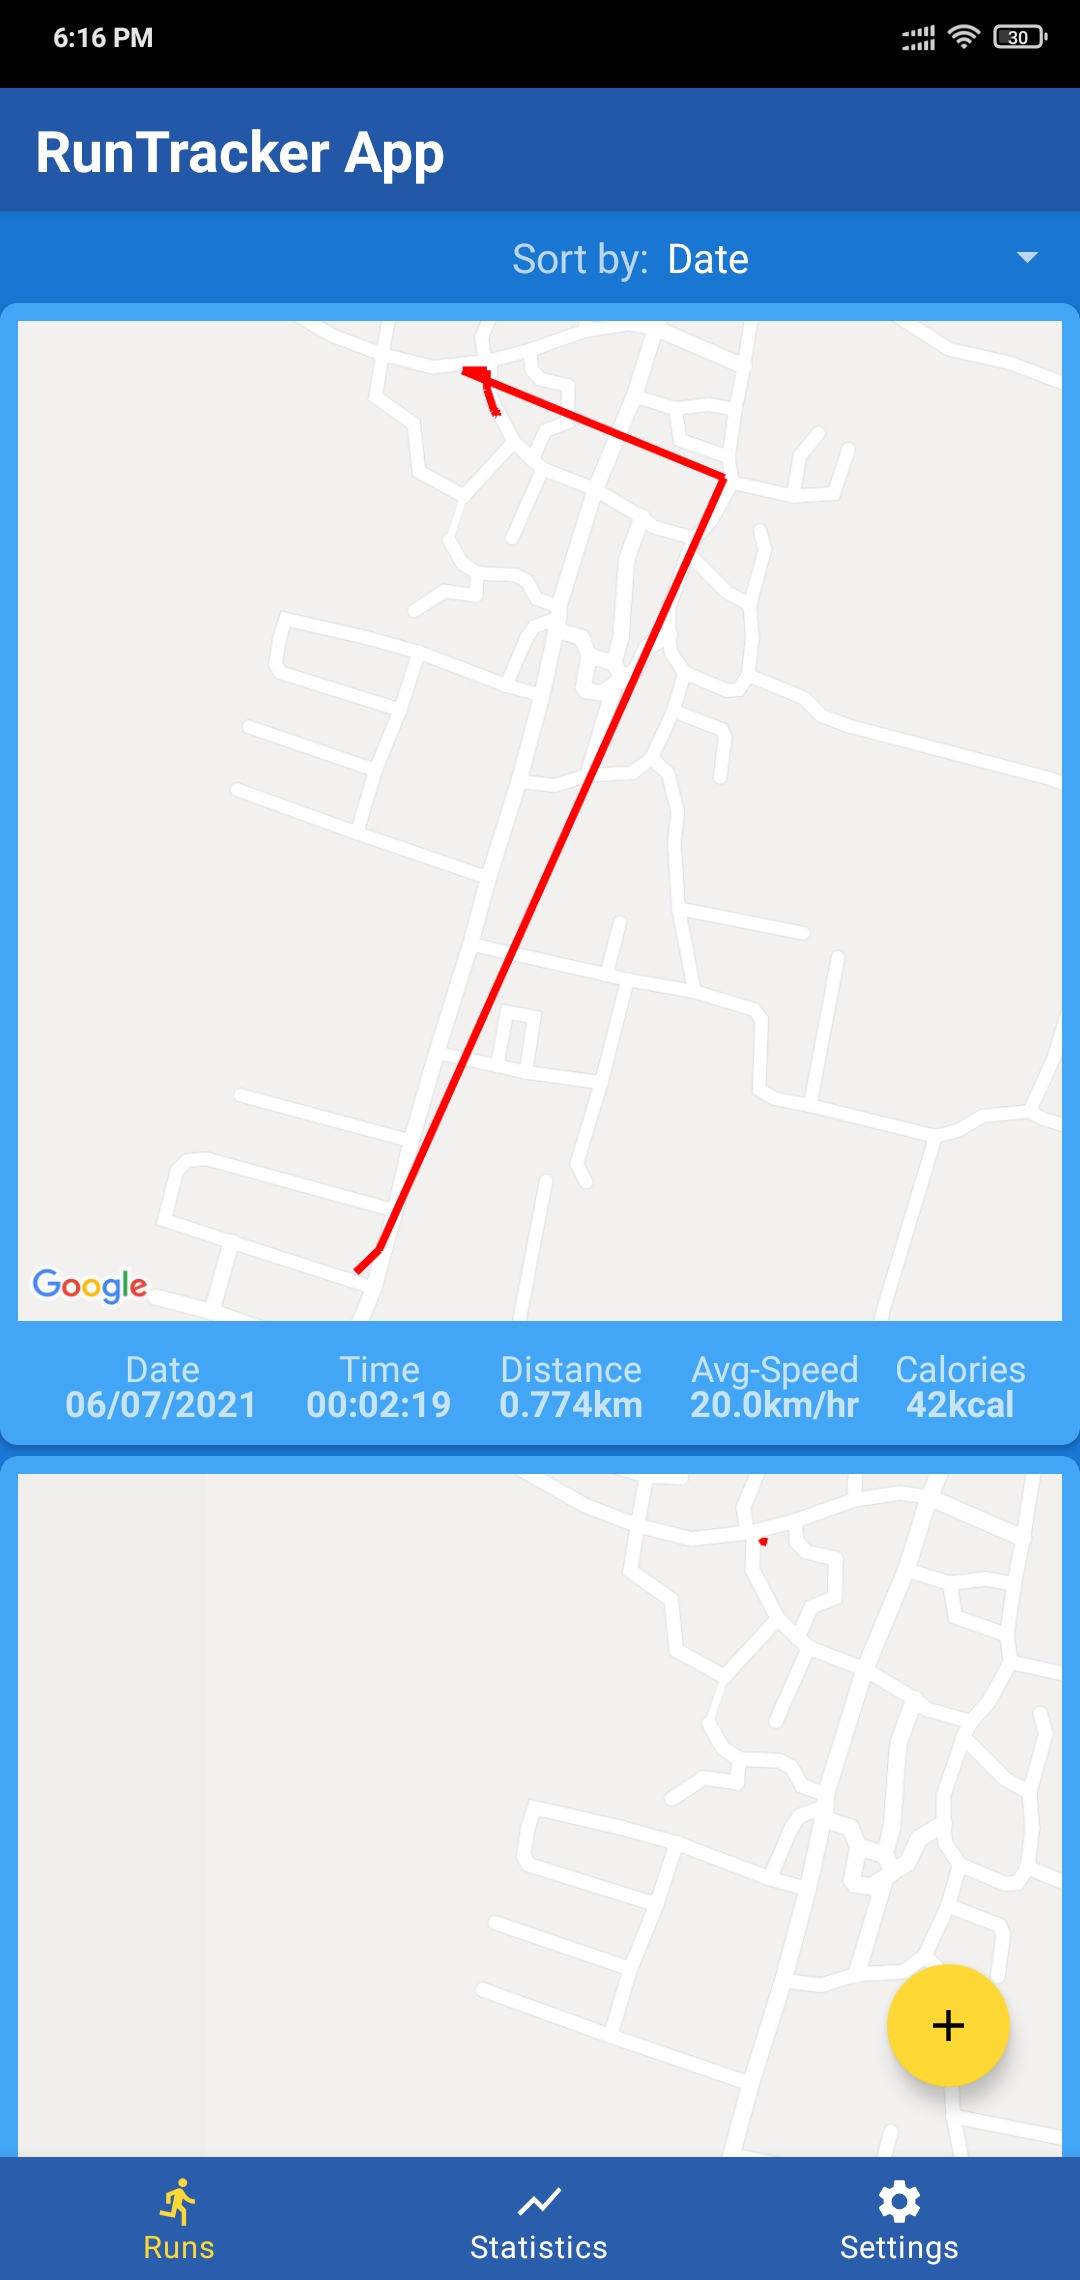 6:16 PM
30
RunTracker App
Sort by: Date
Google
Date Time Distance Avg-Speed Calories
06/07/2021 00:02:19 0.774km 20.0km/hr 42kcal
+
Runs Statistics Settings